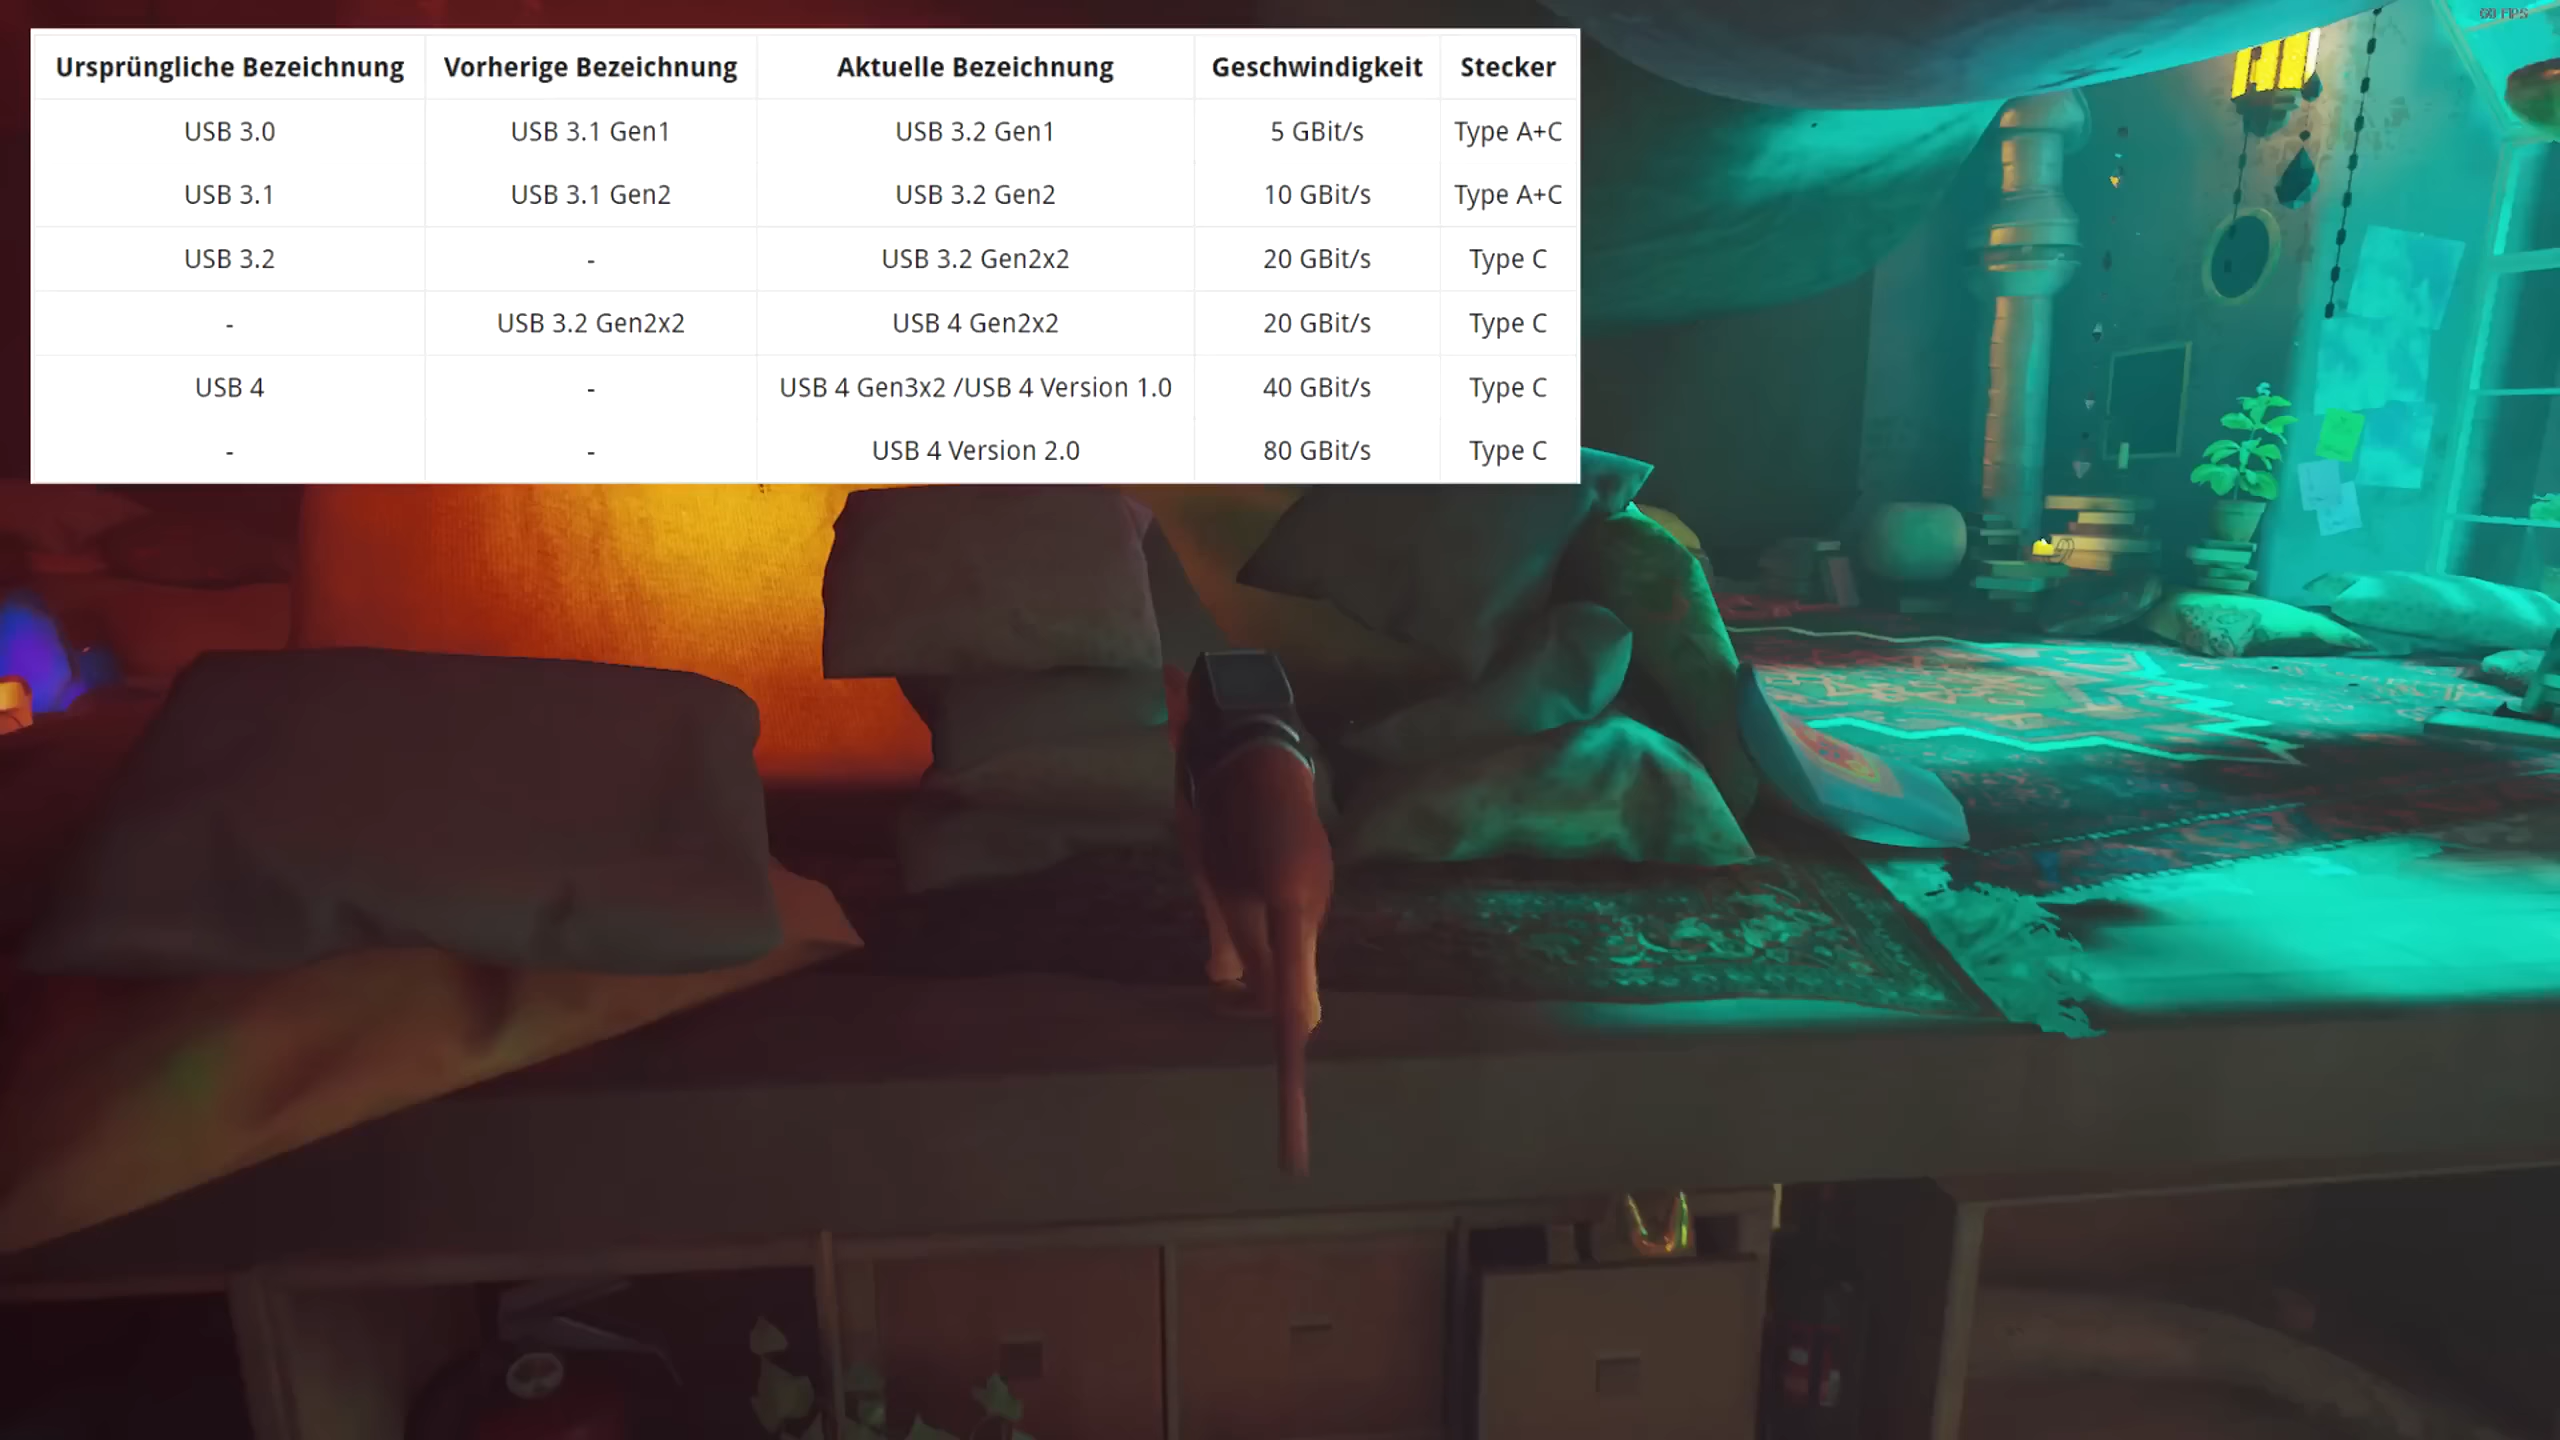 Ursprüngliche Bezeichnung Vorherige Bezeichnung Aktuelle Bezeichnung Geschwindigkeit Stecker
USB 3.0 USB 3.1 Gen1 USB 3.2 Gen1 5 GBit/s Type A+C
USB 3.1 USB 3.1 Gen2 USB 3.2 Gen2 10 GBit/s Type A+C
USB 3.2 - USB 3.2 Gen2x2 20 GBit/s Type C
- USB 3.2 Gen2x2 USB 4 Gen2x2 20 GBit/s Type C
USB 4 - USB 4 Gen3x2 /USB 4 Version 1.0 40 GBit/s Type C
- - USB 4 Version 2.0 80 GBit/s Type C